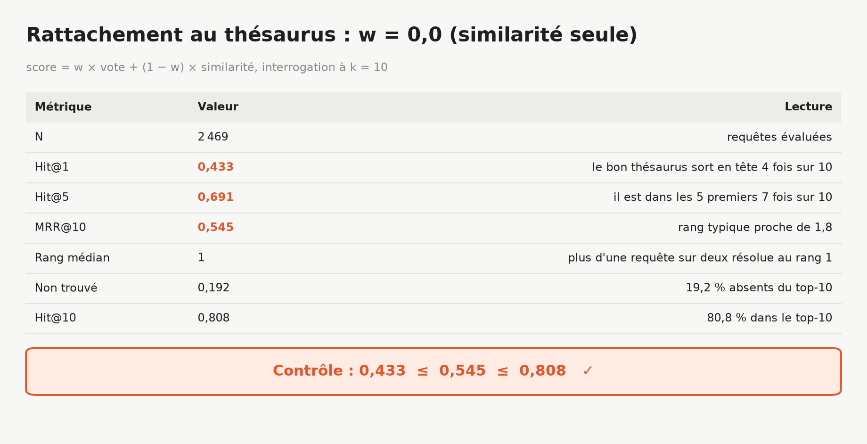 Rattachement au thésaurus : w = 0,0 (similarité seule)
score = w × vote + (1 − w) × similarité, interrogation à k = 10
Métrique Valeur Lecture
N 2 469 requêtes évaluées
Hit@1 0,433 le bon thésaurus sort en tête 4 fois sur 10
Hit@5 0,691 il est dans les 5 premiers 7 fois sur 10
MRR@10 0,545 rang typique proche de 1,8
Rang médian 1 plus d'une requête sur deux résolue au rang 1
Non trouvé 0,192 19,2 % absents du top-10
Hit@10 0,808 80,8 % dans le top-10
Contrôle : 0,433 ≤ 0,545 ≤ 0,808 ✓